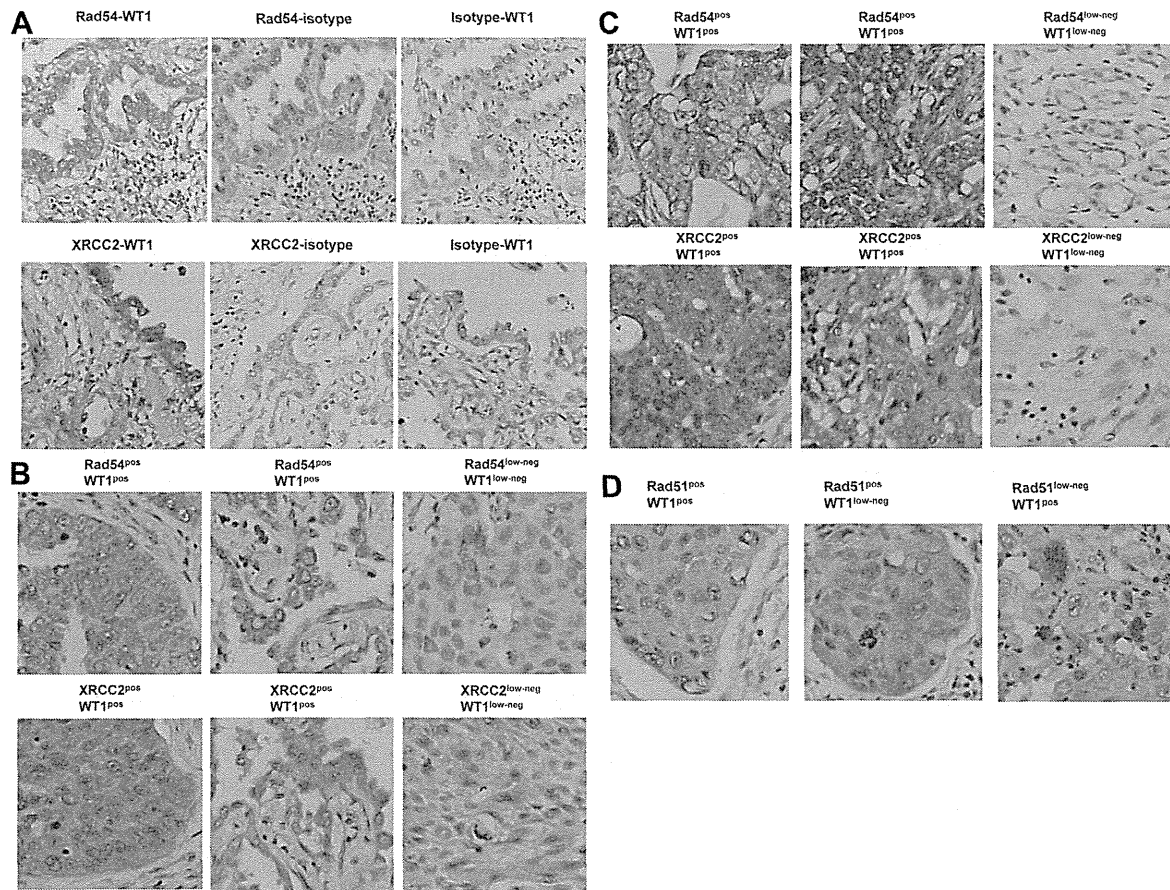 A
Rad54-WT1
Rad54-isotype
Isotype-WT1
XRCC2-WT1
XRCC2-isotype
Isotype-WT1
B
Rad54pos
WT1pos
Rad54pos
WT1pos
Rad54low-neg
WT1low-neg
XRCC2pos
WT1pos
XRCC2pos
WT1pos
XRCC2low-neg
WT1low-neg
C
Rad54pos
WT1pos
Rad54pos
WT1pos
Rad54low-neg
WT1low-neg
XRCC2pos
WT1pos
XRCC2pos
WT1pos
XRCC2low-neg
WT1low-neg
D
Rad51pos
WT1pos
Rad51pos
WT1low-neg
Rad51low-neg
WT1pos